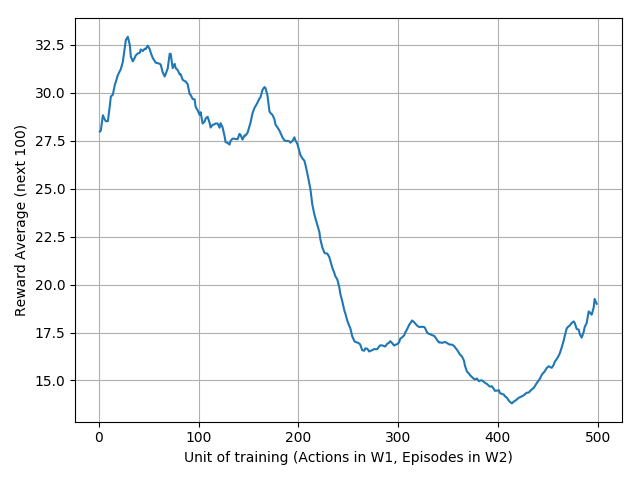 32.5
30.0
27.5
25.0
22.5
20.0
17.5
15.0
Reward Average (next 100)
0 100 200 300 400 500
Unit of training (Actions in W1, Episodes in W2)